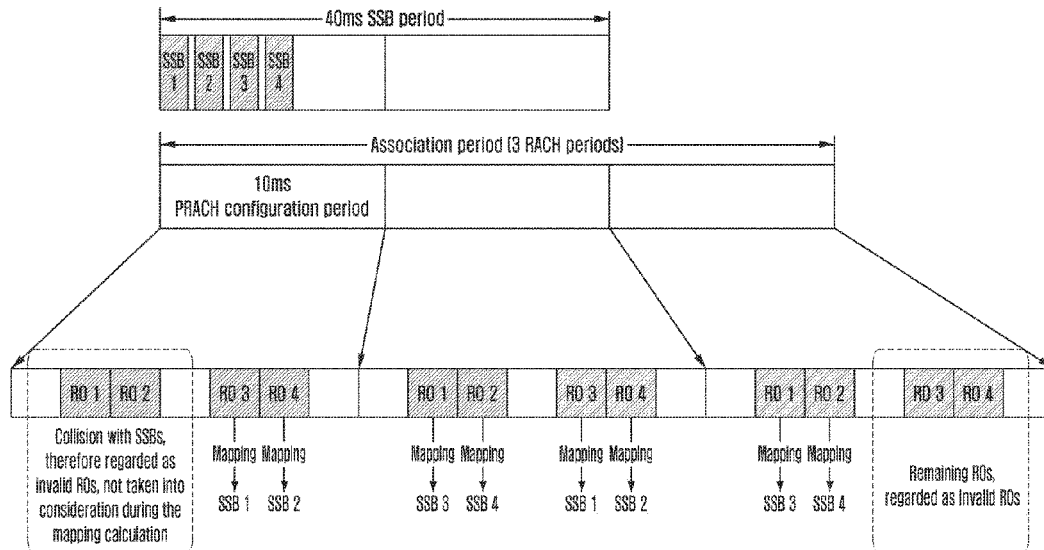 40ms SSB period
SSB 1 SSB 2 SSB 3 SSB 4
Association period (3 RACH periods)
10ms
PRACH configuration period
RO 1 RO 2 RO 3 RO 4 RO 1 RO 2 RO 3 RO 4 RO 1 RO 2 RO 3 RO 4
Collision with SSBs,
therefore regarded as
invalid ROs, not taken into
consideration during the
mapping calculation
Mapping Mapping Mapping Mapping Mapping Mapping Mapping Mapping
SSB 1 SSB 2 SSB 3 SSB 4 SSB 1 SSB 2 SSB 3 SSB 4
Remaining ROs,
regarded as Invalid ROs